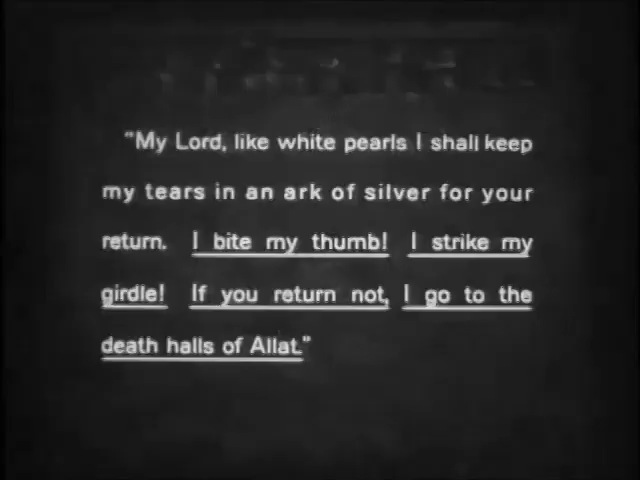 "My Lord, like white pearls I shall keep
my tears in an ark of silver for your
return. I bite my thumb! I strike my
girdle! If you return not, I go to the
death halls of Allat."